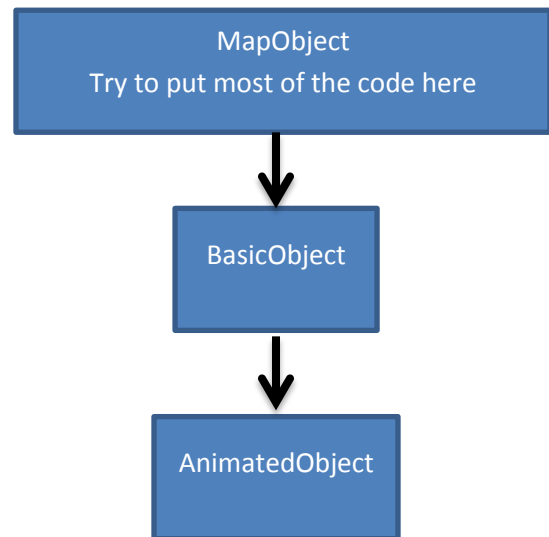 MapObject
Try to put most of the code here
BasicObject
AnimatedObject